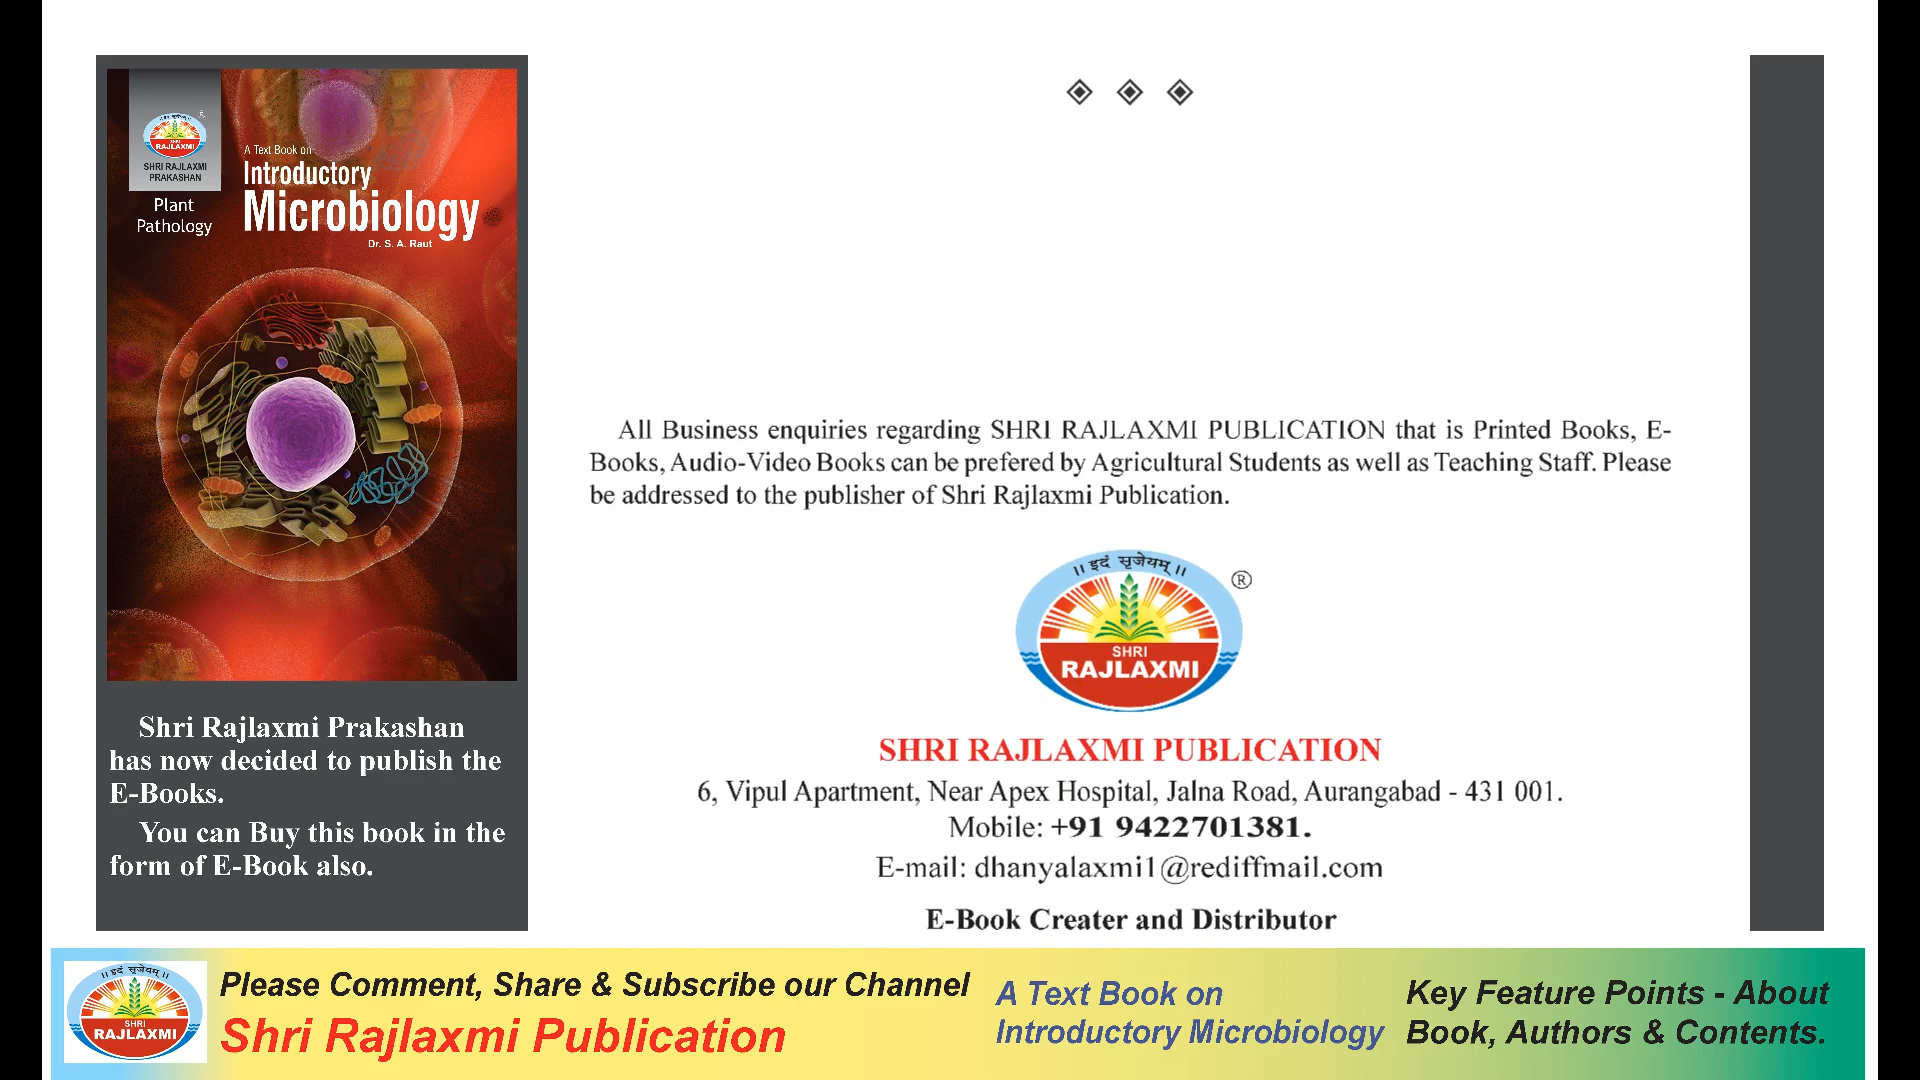 SHRI
RAJLAXMI
SHRI RAJLAXMI
PRAKASHAN
Plant
Pathology
A Text Book on
Introductory
Microbiology
Dr. S. A. Raut
Shri Rajlaxmi Prakashan
has now decided to publish the
E-Books.
You can Buy this book in the
form of E-Book also.
All Business enquiries regarding SHRI RAJLAXMI PUBLICATION that is Printed Books, E-
Books, Audio-Video Books can be prefered by Agricultural Students as well as Teaching Staff. Please
be addressed to the publisher of Shri Rajlaxmi Publication.
।। इदं सृजेयम् ।।
®
SHRI
RAJLAXMI
SHRI RAJLAXMI PUBLICATION
6, Vipul Apartment, Near Apex Hospital, Jalna Road, Aurangabad - 431 001.
Mobile: +91 9422701381.
E-mail: dhanyalaxmi1@rediffmail.com
E-Book Creater and Distributor
।। इदं सृजेयम् ।।
SHRI
RAJLAXMI
Please Comment, Share & Subscribe our Channel
Shri Rajlaxmi Publication
A Text Book on
Introductory Microbiology
Key Feature Points - About
Book, Authors & Contents.